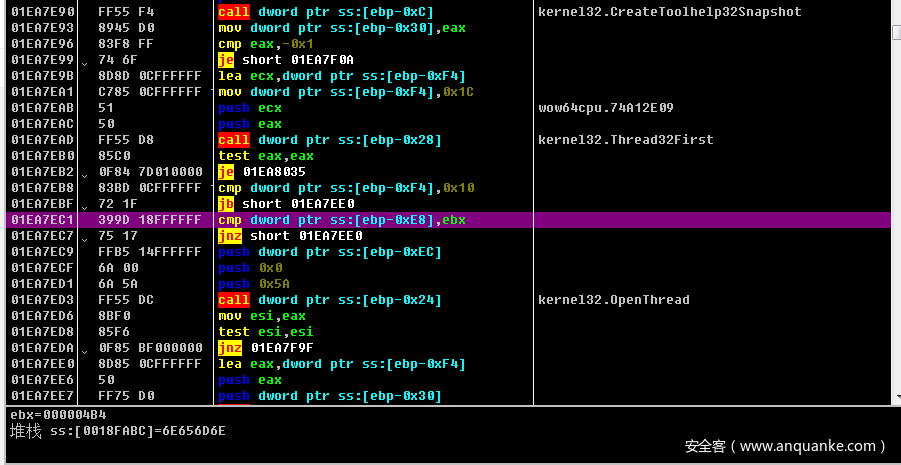 01EA7E90 FF55 F4 call dword ptr ss:[ebp-0xC] kernel32.CreateToolhelp32Snapshot
01EA7E93 8945 D0 mov dword ptr ss:[ebp-0x30],eax
01EA7E96 83F8 FF cmp eax,-0x1
01EA7E99 74 6F je short 01EA7F0A
01EA7E9B 8D8D 0CFFFFFF lea ecx,dword ptr ss:[ebp-0xF4]
01EA7EA1 C785 0CFFFFFF mov dword ptr ss:[ebp-0xF4],0x1C
01EA7EAB 51 push ecx wow64cpu.74A12E09
01EA7EAC 50 push eax
01EA7EAD FF55 D8 call dword ptr ss:[ebp-0x28] kernel32.Thread32First
01EA7EB0 85C0 test eax,eax
01EA7EB2 0F84 7D010000 je 01EA8035
01EA7EB8 83BD 0CFFFFFF cmp dword ptr ss:[ebp-0xF4],0x10
01EA7EBF 72 1F jb short 01EA7EE0
01EA7EC1 399D 18FFFFFF cmp dword ptr ss:[ebp-0xE8],ebx
01EA7EC7 75 17 jnz short 01EA7EE0
01EA7EC9 FFB5 14FFFFFF push dword ptr ss:[ebp-0xEC]
01EA7ECF 6A 00 push 0x0
01EA7ED1 6A 5A push 0x5A
01EA7ED3 FF55 DC call dword ptr ss:[ebp-0x24] kernel32.OpenThread
01EA7ED6 8BF0 mov esi,eax
01EA7ED8 85F6 test esi,esi
01EA7EDA 0F85 BF000000 jnz 01EA7F9F
01EA7EE0 8D85 0CFFFFFF lea eax,dword ptr ss:[ebp-0xF4]
01EA7EE6 50 push eax
01EA7EE7 FF75 D0 push dword ptr ss:[ebp-0x30]
ebx=000004B4
堆栈 ss:[0018FABC]=6E656D6E
安全客（www.anquanke.com）